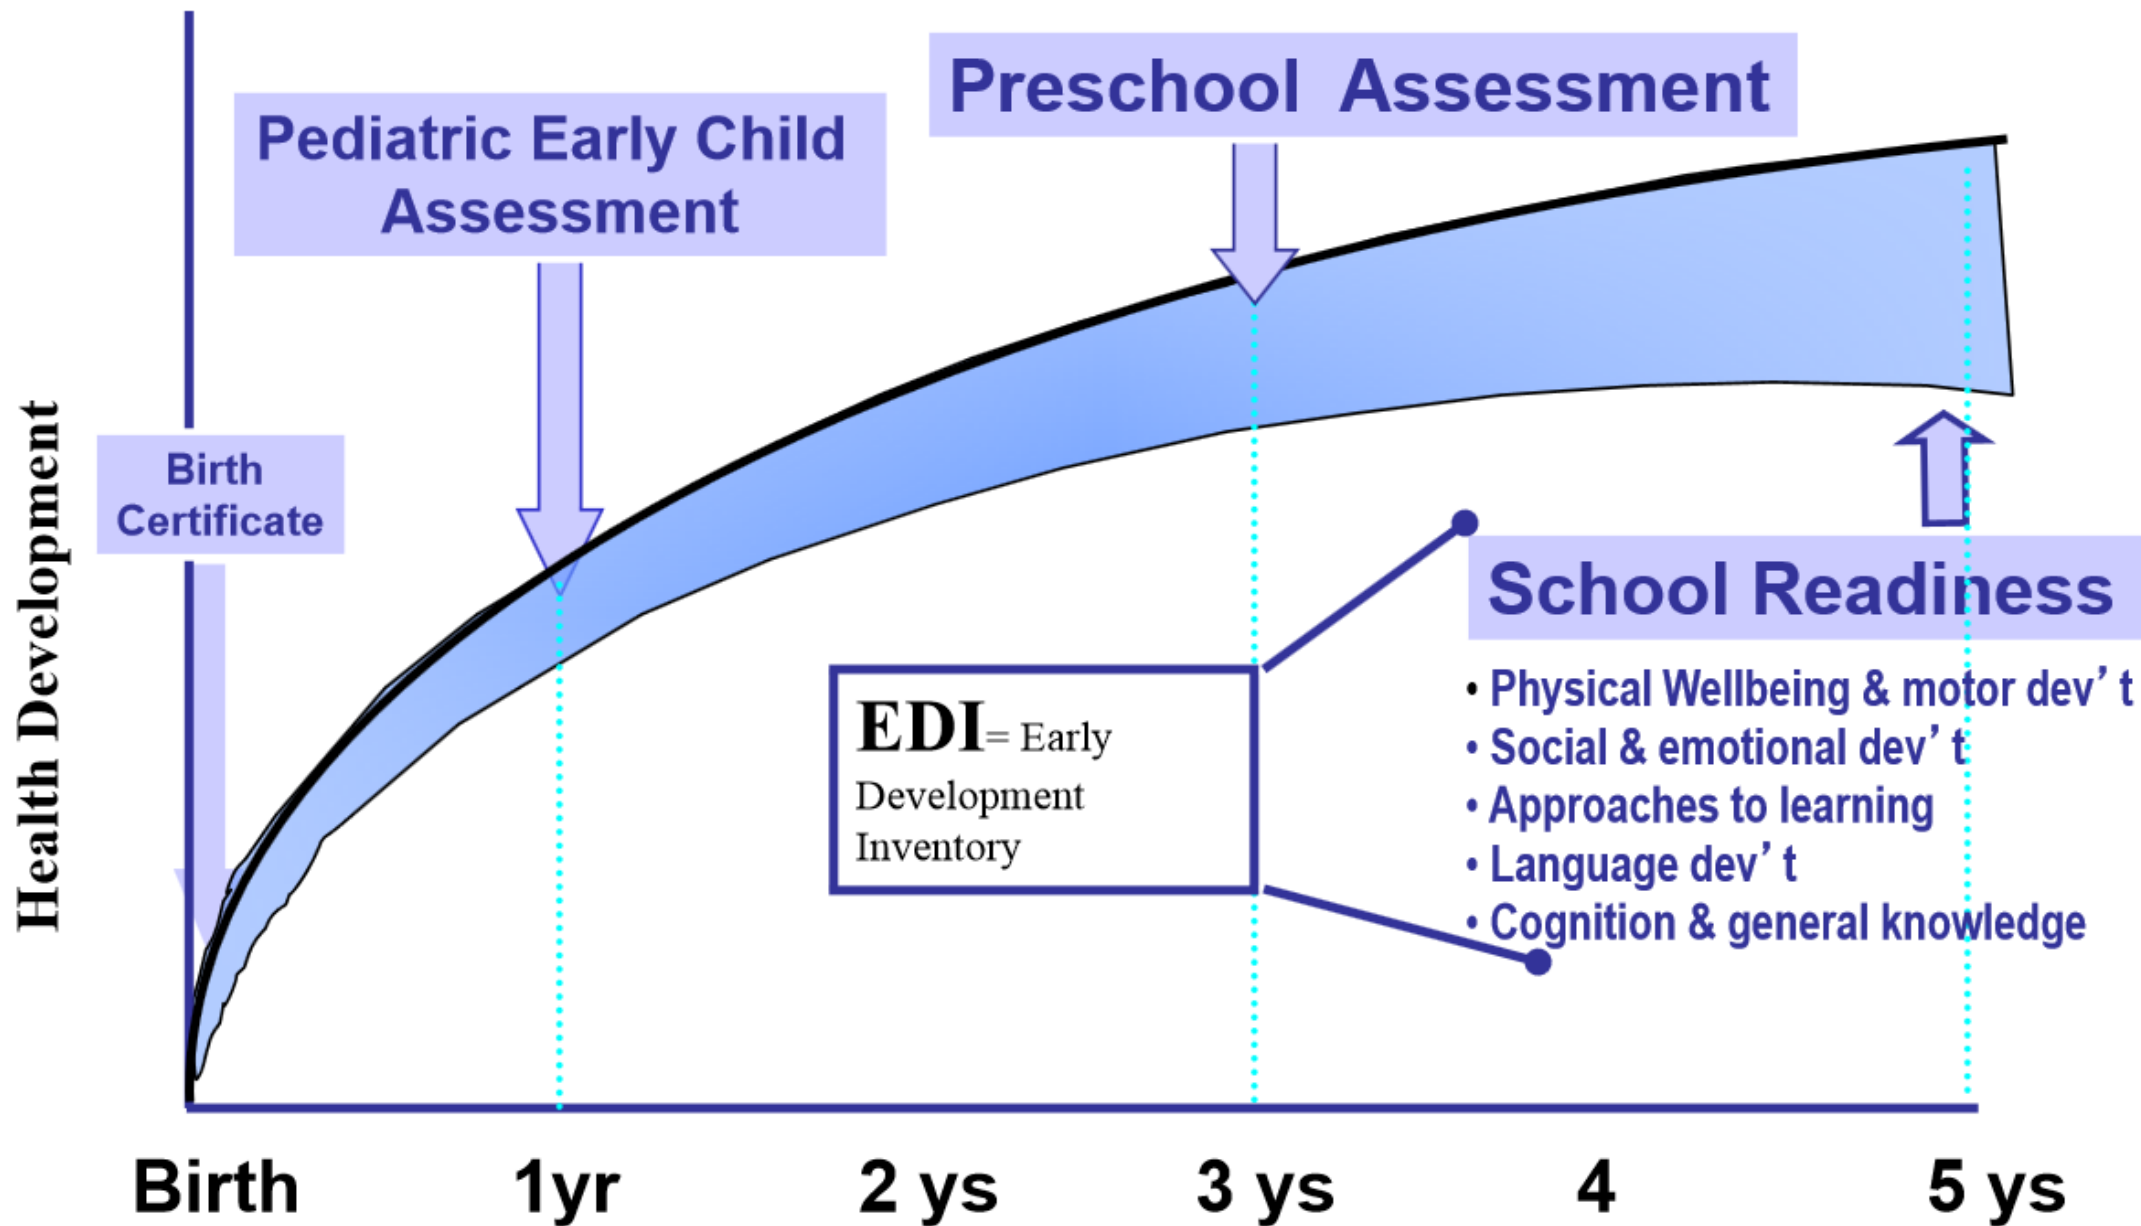 Preschool  Assessment
Pediatric Early Child
Assessment
Health Development
Birth
Certificate
School Readiness
EDI= Early
Development
Inventory
• Physical Wellbeing & motor dev’ t
• Social & emotional dev’ t
• Approaches to learning
• Language dev’ t
• Cognition & general knowledge
Birth 1yr 2 ys 3 ys 4 5 ys